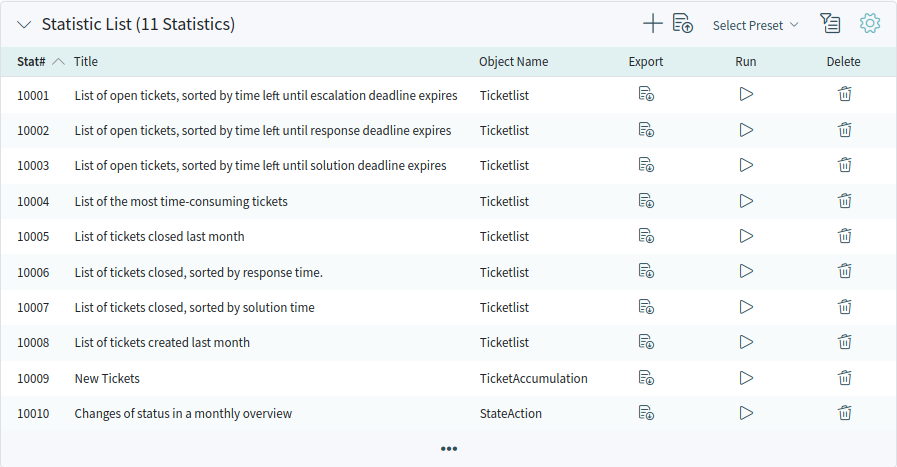 Statistic List (11 Statistics) Select Preset
Stat# Title Object Name Export Run Delete
10001 List of open tickets, sorted by time left until escalation deadline expires Ticketlist
10002 List of open tickets, sorted by time left until response deadline expires Ticketlist
10003 List of open tickets, sorted by time left until solution deadline expires Ticketlist
10004 List of the most time-consuming tickets Ticketlist
10005 List of tickets closed last month Ticketlist
10006 List of tickets closed, sorted by response time. Ticketlist
10007 List of tickets closed, sorted by solution time Ticketlist
10008 List of tickets created last month Ticketlist
10009 New Tickets TicketAccumulation
10010 Changes of status in a monthly overview StateAction